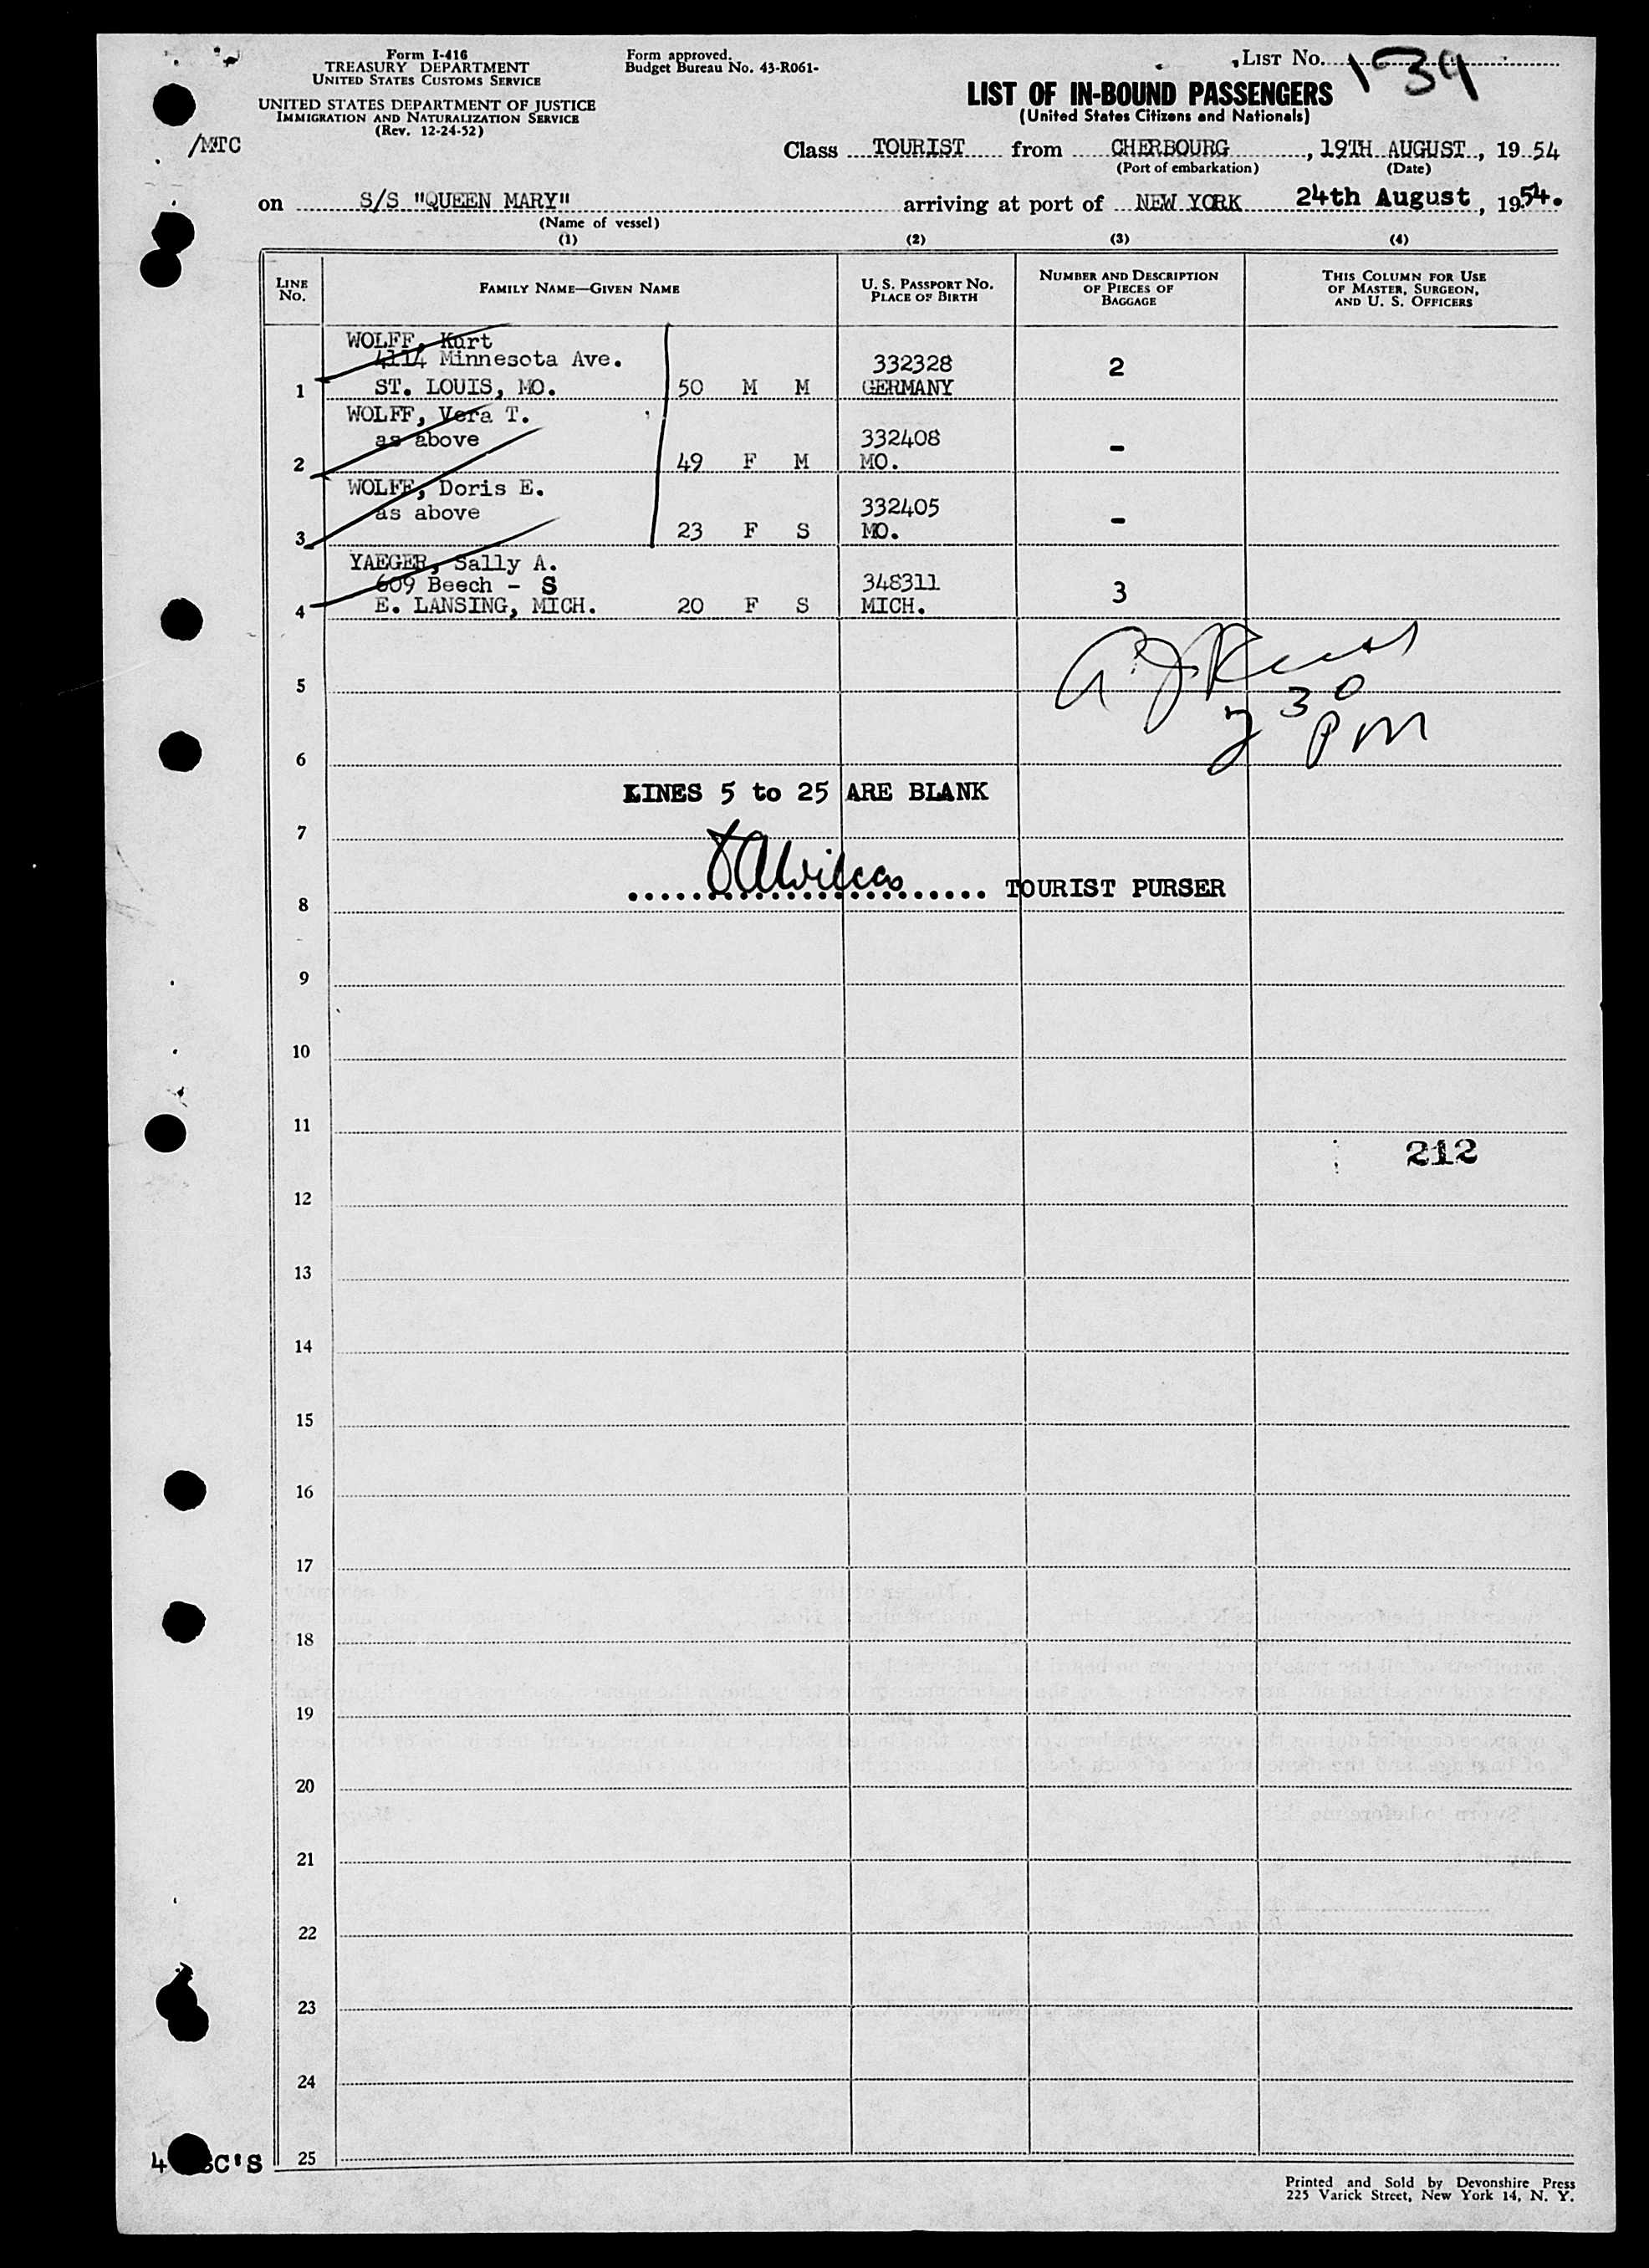 Form I-416
TREASURY DEPARTMENT
UNITED STATES CUSTOMS SERVICE
UNITED STATES DEPARTMENT OF JUSTICE
IMMIGRATION AND NATURALIZATION SERVICE
(Rev. 12-24-52)
/MTC
Form approved.
Budget Bureau No. 43-R061-
LIST No. 134
LIST OF IN-BOUND PASSENGERS
(United States Citizens and Nationals)
Class TOURIST from CHERBOURG, 19TH AUGUST, 1954
(Port of embarkation) (Date)
on S/S "QUEEN MARY" arriving at port of NEW YORK 24th August, 1954.
(Name of vessel)
(1) (2) (3) (4)
LINE No. FAMILY NAME—GIVEN NAME U. S. PASSPORT No. PLACE OF BIRTH NUMBER AND DESCRIPTION OF PIECES OF BAGGAGE THIS COLUMN FOR USE OF MASTER, SURGEON, AND U. S. OFFICERS
WOLFF, Kurt
4114 Minnesota Ave. 332328 2
1 ST. LOUIS, MO. 50 M M GERMANY
WOLFF, Vera T.
as above 332408 -
2 49 F M MO.
WOLFF, Doris E.
as above 332405 -
3 23 F S MO.
YAEGER, Sally A.
609 Beech - S 348311 3
4 E. LANSING, MICH. 20 F S MICH.
5
30
PM
6
LINES 5 to 25 ARE BLANK
7
TOURIST PURSER
8
9
10
11
212
12
13
14
15
16
17
18
19
20
21
22
23
24
4 C'S 25
Printed and Sold by Devonshire Press
225 Varick Street, New York 14, N. Y.